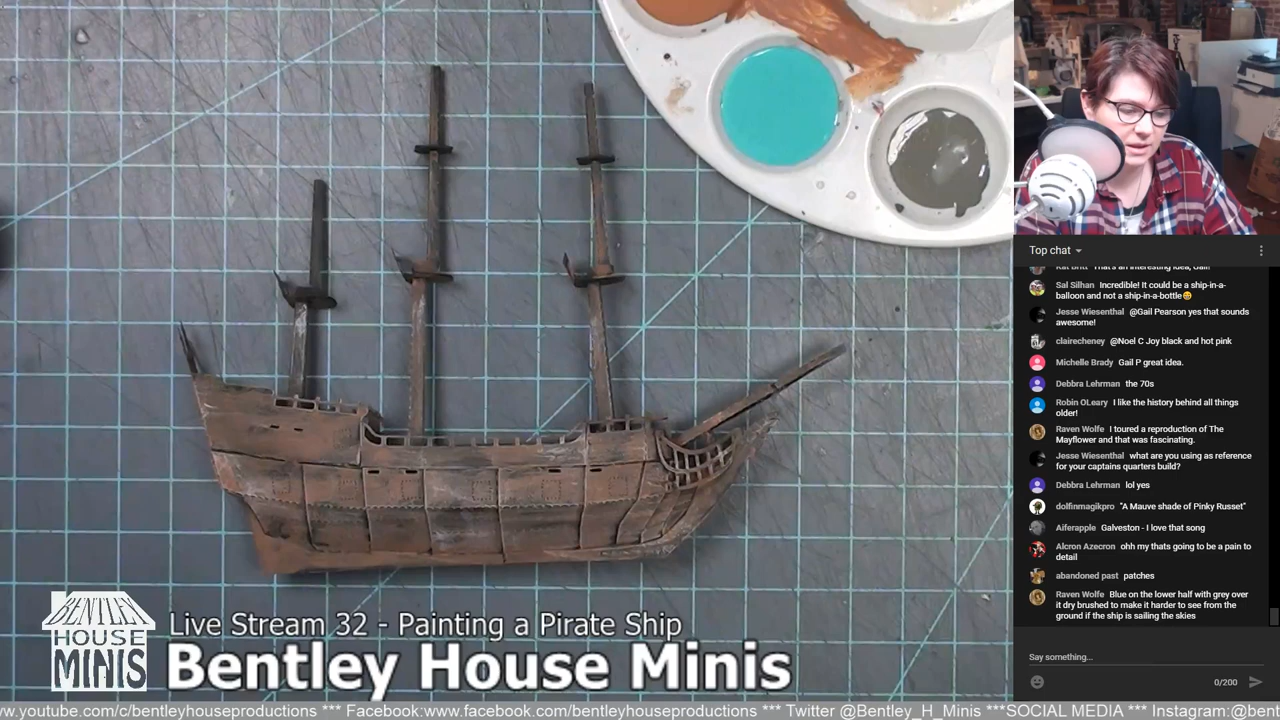 Top chat
Kat Britt That's an interesting idea, Gail!
Sal Silhan Incredible! It could be a ship-in-a-
balloon and not a ship-in-a-bottle😄
Jesse Wiesenthal @Gail Pearson yes that sounds
awesome!
clairecheney @Noel C Joy black and hot pink
Michelle Brady Gail P great idea.
Debbra Lehrman the 70s
Robin OLeary I like the history behind all things
older!
Raven Wolfe I toured a reproduction of The
Mayflower and that was fascinating.
Jesse Wiesenthal what are you using as reference
for your captains quarters build?
Debbra Lehrman lol yes
dolfinmagikpro "A Mauve shade of Pinky Russet"
Aiferapple Galveston - I love that song
Alcron Azecron ohh my thats going to be a pain to
detail
abandoned past patches
Raven Wolfe Blue on the lower half with grey over
it dry brushed to make it harder to see from the
ground if the ship is sailing the skies
Say something...
0/200
BENTLEY
HOUSE
MINIS
Live Stream 32 - Painting a Pirate Ship
Bentley House Minis
w.youtube.com/c/bentleyhouseproductions *** Facebook:www.facebook.com/bentleyhouseproductions *** Twitter @Bentley_H_Minis ***SOCIAL MEDIA *** Instagram:@bent